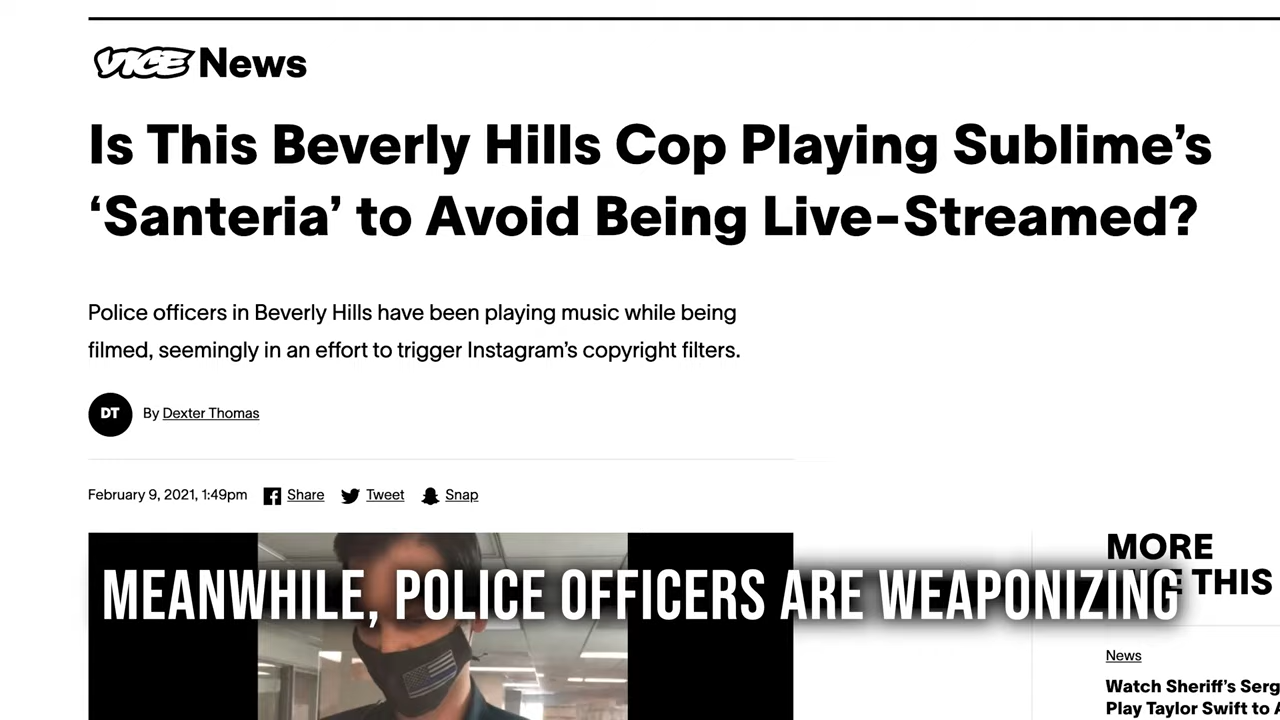 VICE News
Is This Beverly Hills Cop Playing Sublime’s
‘Santeria’ to Avoid Being Live-Streamed?
Police officers in Beverly Hills have been playing music while being
filmed, seemingly in an effort to trigger Instagram’s copyright filters.
DT By Dexter Thomas
February 9, 2021, 1:49pm Share Tweet Snap
MEANWHILE, POLICE OFFICERS ARE WEAPONIZING
MORE
THIS
News
Watch Sheriff’s Serg
Play Taylor Swift to A